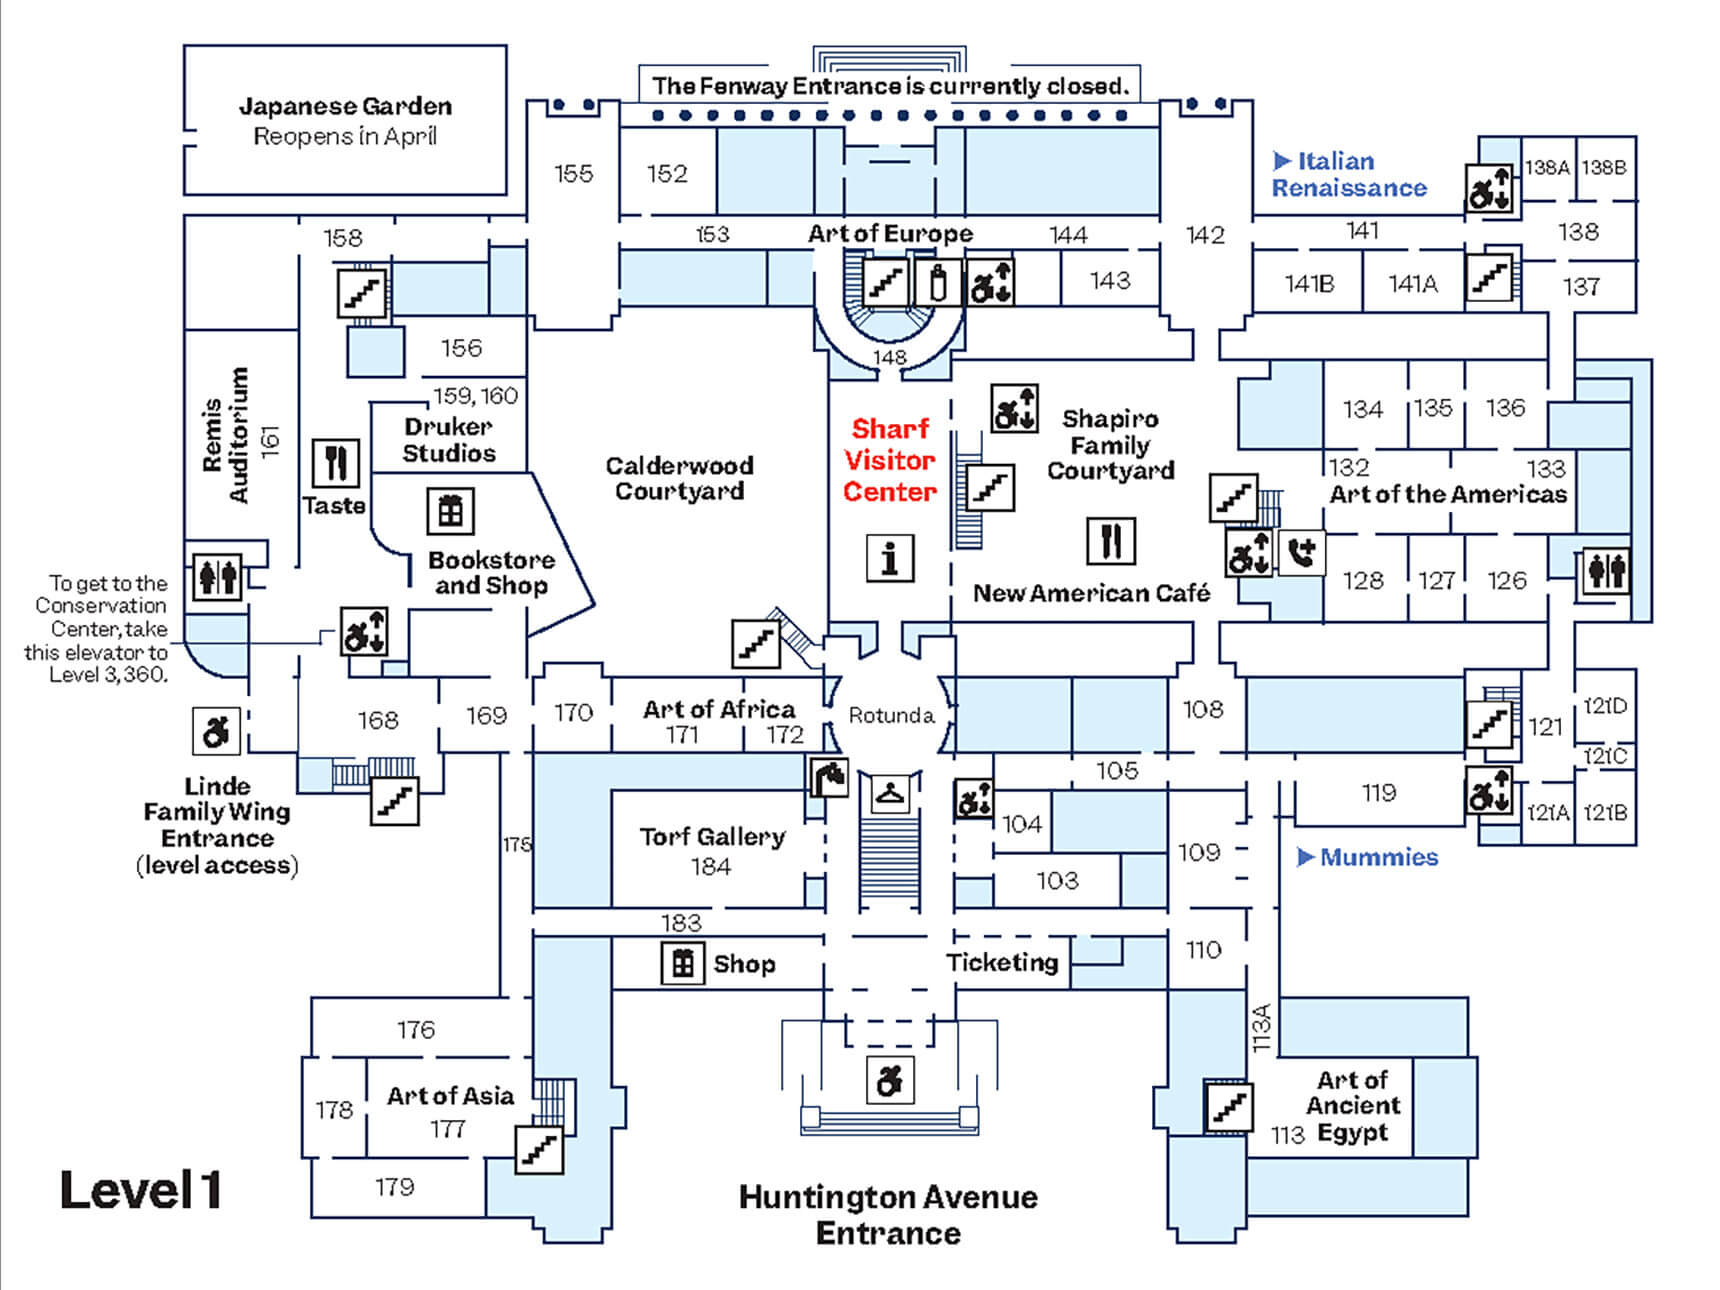 The Fenway Entrance is currently closed.
Japanese Garden
Reopens in April
155
152
Italian
Renaissance
138A
138B
158
153
Art of Europe
144
142
141
138
143
141B
141A
137
156
148
159, 160
Druker
Studios
Remis
Auditorium
161
Taste
Calderwood
Courtyard
Sharf
Visitor
Center
i
Shapiro
Family
Courtyard
New American Café
134
135
136
132
133
Art of the Americas
128
127
126
Bookstore
and Shop
To get to the
Conservation
Center, take
this elevator to
Level 3, 360.
168
169
170
Art of Africa
171
172
Rotunda
108
121
121D
121C
121A
121B
105
119
Linde
Family Wing
Entrance
(level access)
175
Torf Gallery
184
104
103
109
Mummies
183
Shop
Ticketing
110
113A
176
178
Art of Asia
177
179
Art of
Ancient
Egypt
113
Level 1
Huntington Avenue
Entrance